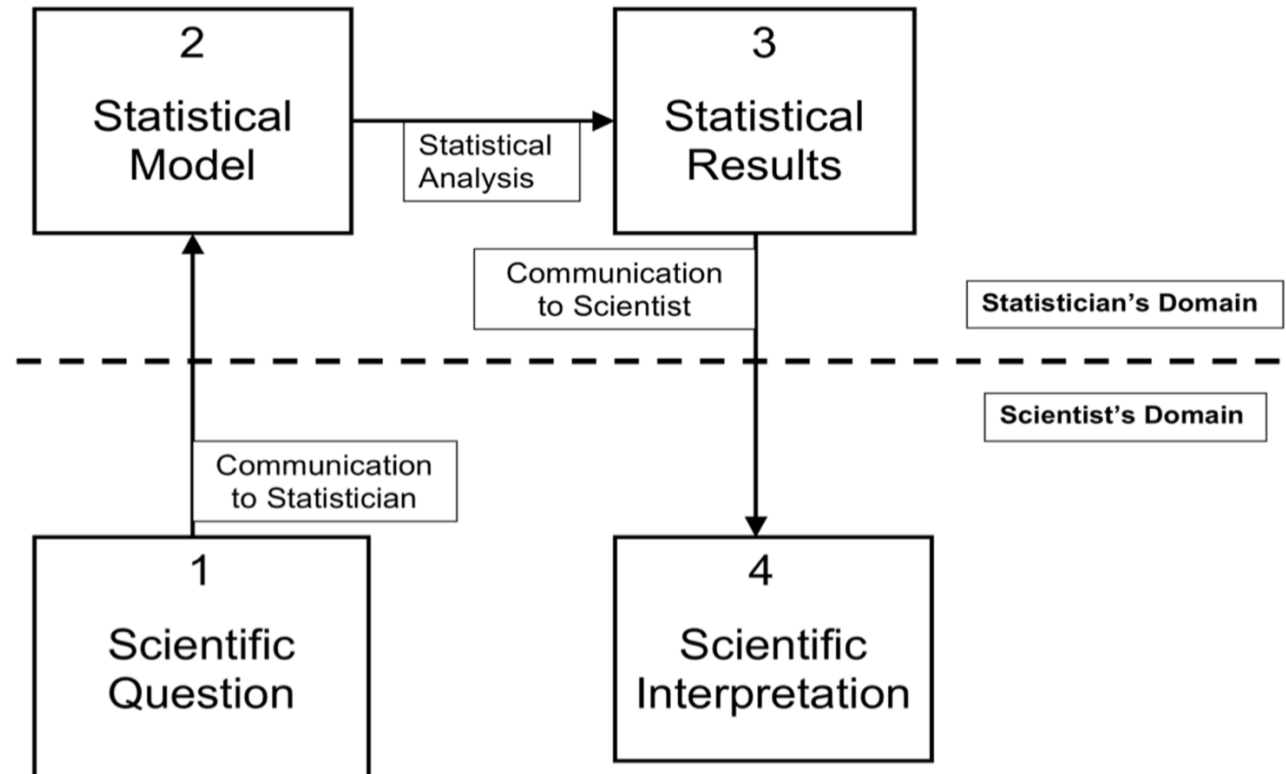 2
Statistical
Model
Statistical
Analysis
3
Statistical
Results
Communication
to Scientist
Statistician’s Domain
Scientist’s Domain
Communication
to Statistician
1
Scientific
Question
4
Scientific
Interpretation